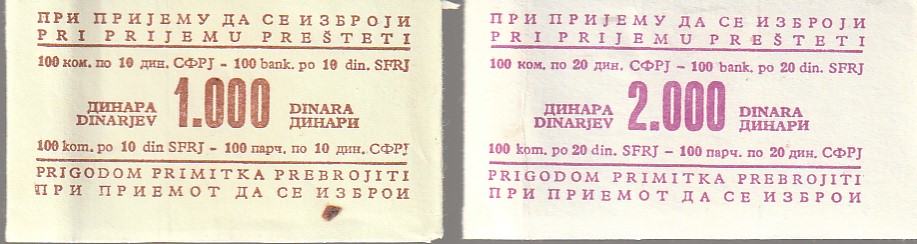 ПРИ ПРИЈЕМУ ДА СЕ ИЗБРОЈИ
PRI PRIJEMU PREŠTETI
100 ком. по 10 дин. СФРЈ – 100 bank. po 10 din. SFRJ
ДИНАРА 1.000 DINARA
DINARJEV ДИНАРИ
100 kom. po 10 din SFRJ – 100 парч. по 10 дин. СФРЈ
PRIGODOM PRIMITKA PREBROJITI
ПРИ ПРИЕМОТ ДА СЕ ИЗБРОИ
ПРИ ПРИЈЕМУ ДА СЕ ИЗБРОЈИ
PRI PRIJEMU PREŠTETI
100 ком. по 20 дин. СФРЈ – 100 bank. po 20 din. SFRJ
ДИНАРА 2.000 DINARA
DINARJEV ДИНАРИ
100 kom. po 20 din. SFRJ – 100 парч. по 20 дин. СФРЈ
PRIGODOM PRIMITKA PREBROJITI
ПРИ ПРИЕМОТ ДА СЕ ИЗБРОИ